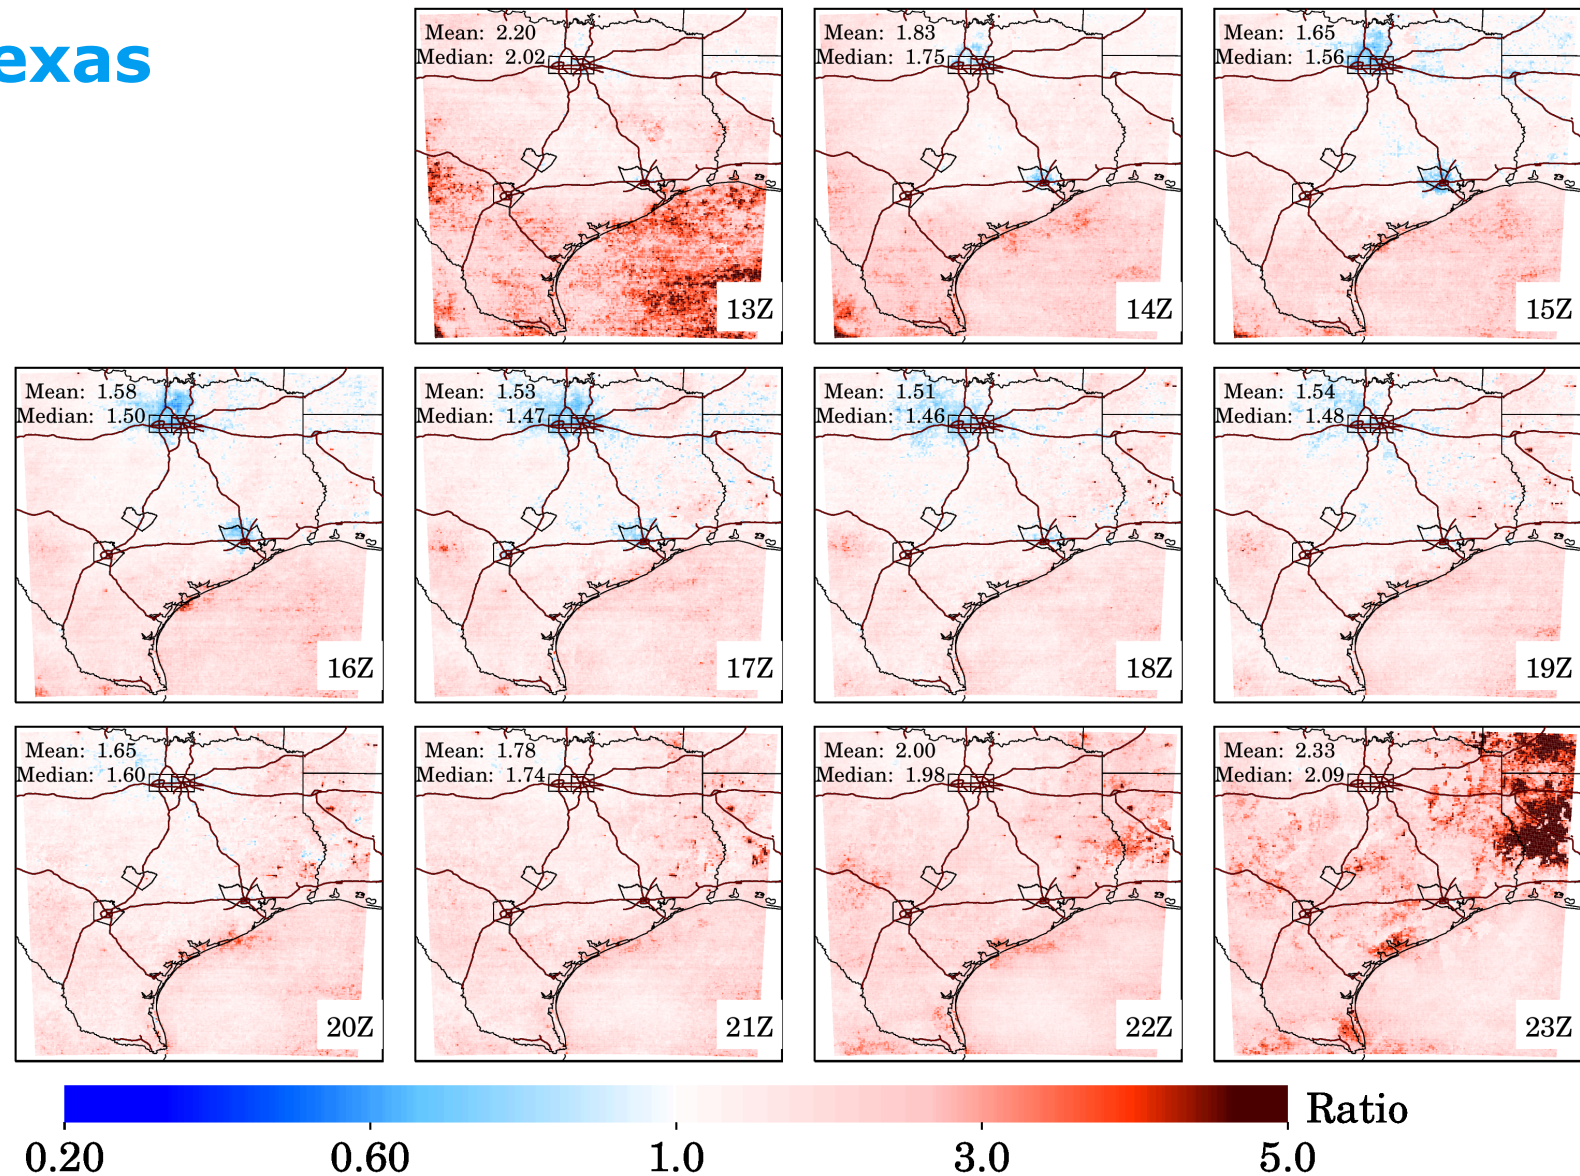 exas
Mean: 2.20
Median: 2.02
13Z
Mean: 1.83
Median: 1.75
14Z
Mean: 1.65
Median: 1.56
15Z
Mean: 1.58
Median: 1.50
16Z
Mean: 1.53
Median: 1.47
17Z
Mean: 1.51
Median: 1.46
18Z
Mean: 1.54
Median: 1.48
19Z
Mean: 1.65
Median: 1.60
20Z
Mean: 1.78
Median: 1.74
21Z
Mean: 2.00
Median: 1.98
22Z
Mean: 2.33
Median: 2.09
23Z
Ratio
0.20 0.60 1.0 3.0 5.0